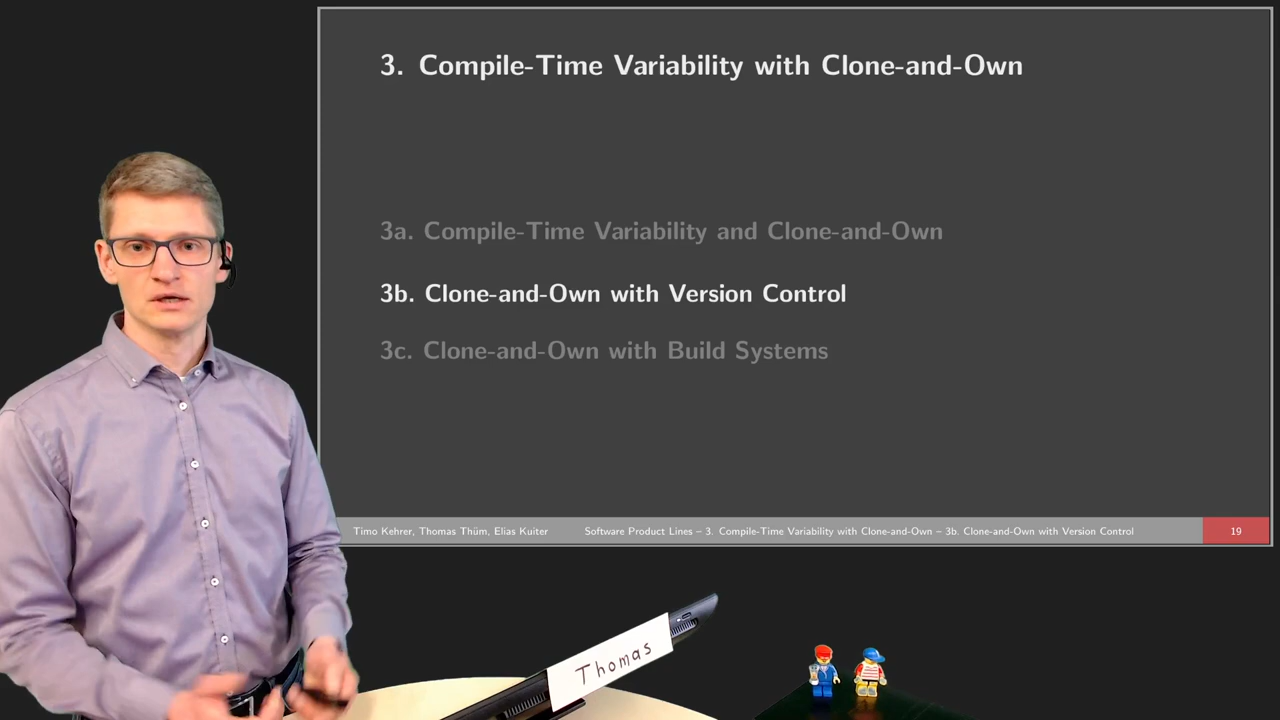 3. Compile-Time Variability with Clone-and-Own
3a. Compile-Time Variability and Clone-and-Own
3b. Clone-and-Own with Version Control
3c. Clone-and-Own with Build Systems
Timo Kehrer, Thomas Thüm, Elias Kuiter
Software Product Lines – 3. Compile-Time Variability with Clone-and-Own – 3b. Clone-and-Own with Version Control
19
Thomas